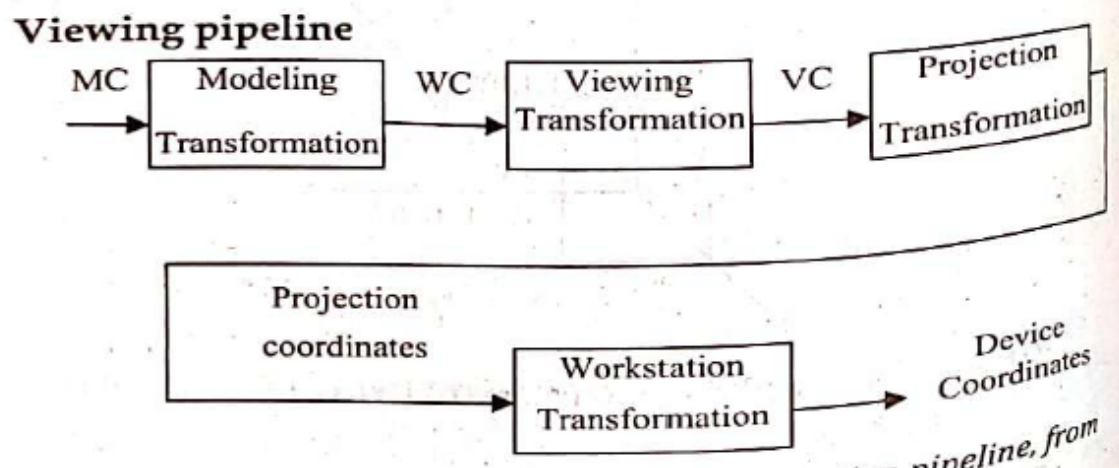 Viewing pipeline
MC
Modeling
Transformation
WC
Viewing
Transformation
VC
Projection
Transformation
Projection
coordinates
Workstation
Transformation
Device
Coordinates
pipeline, from